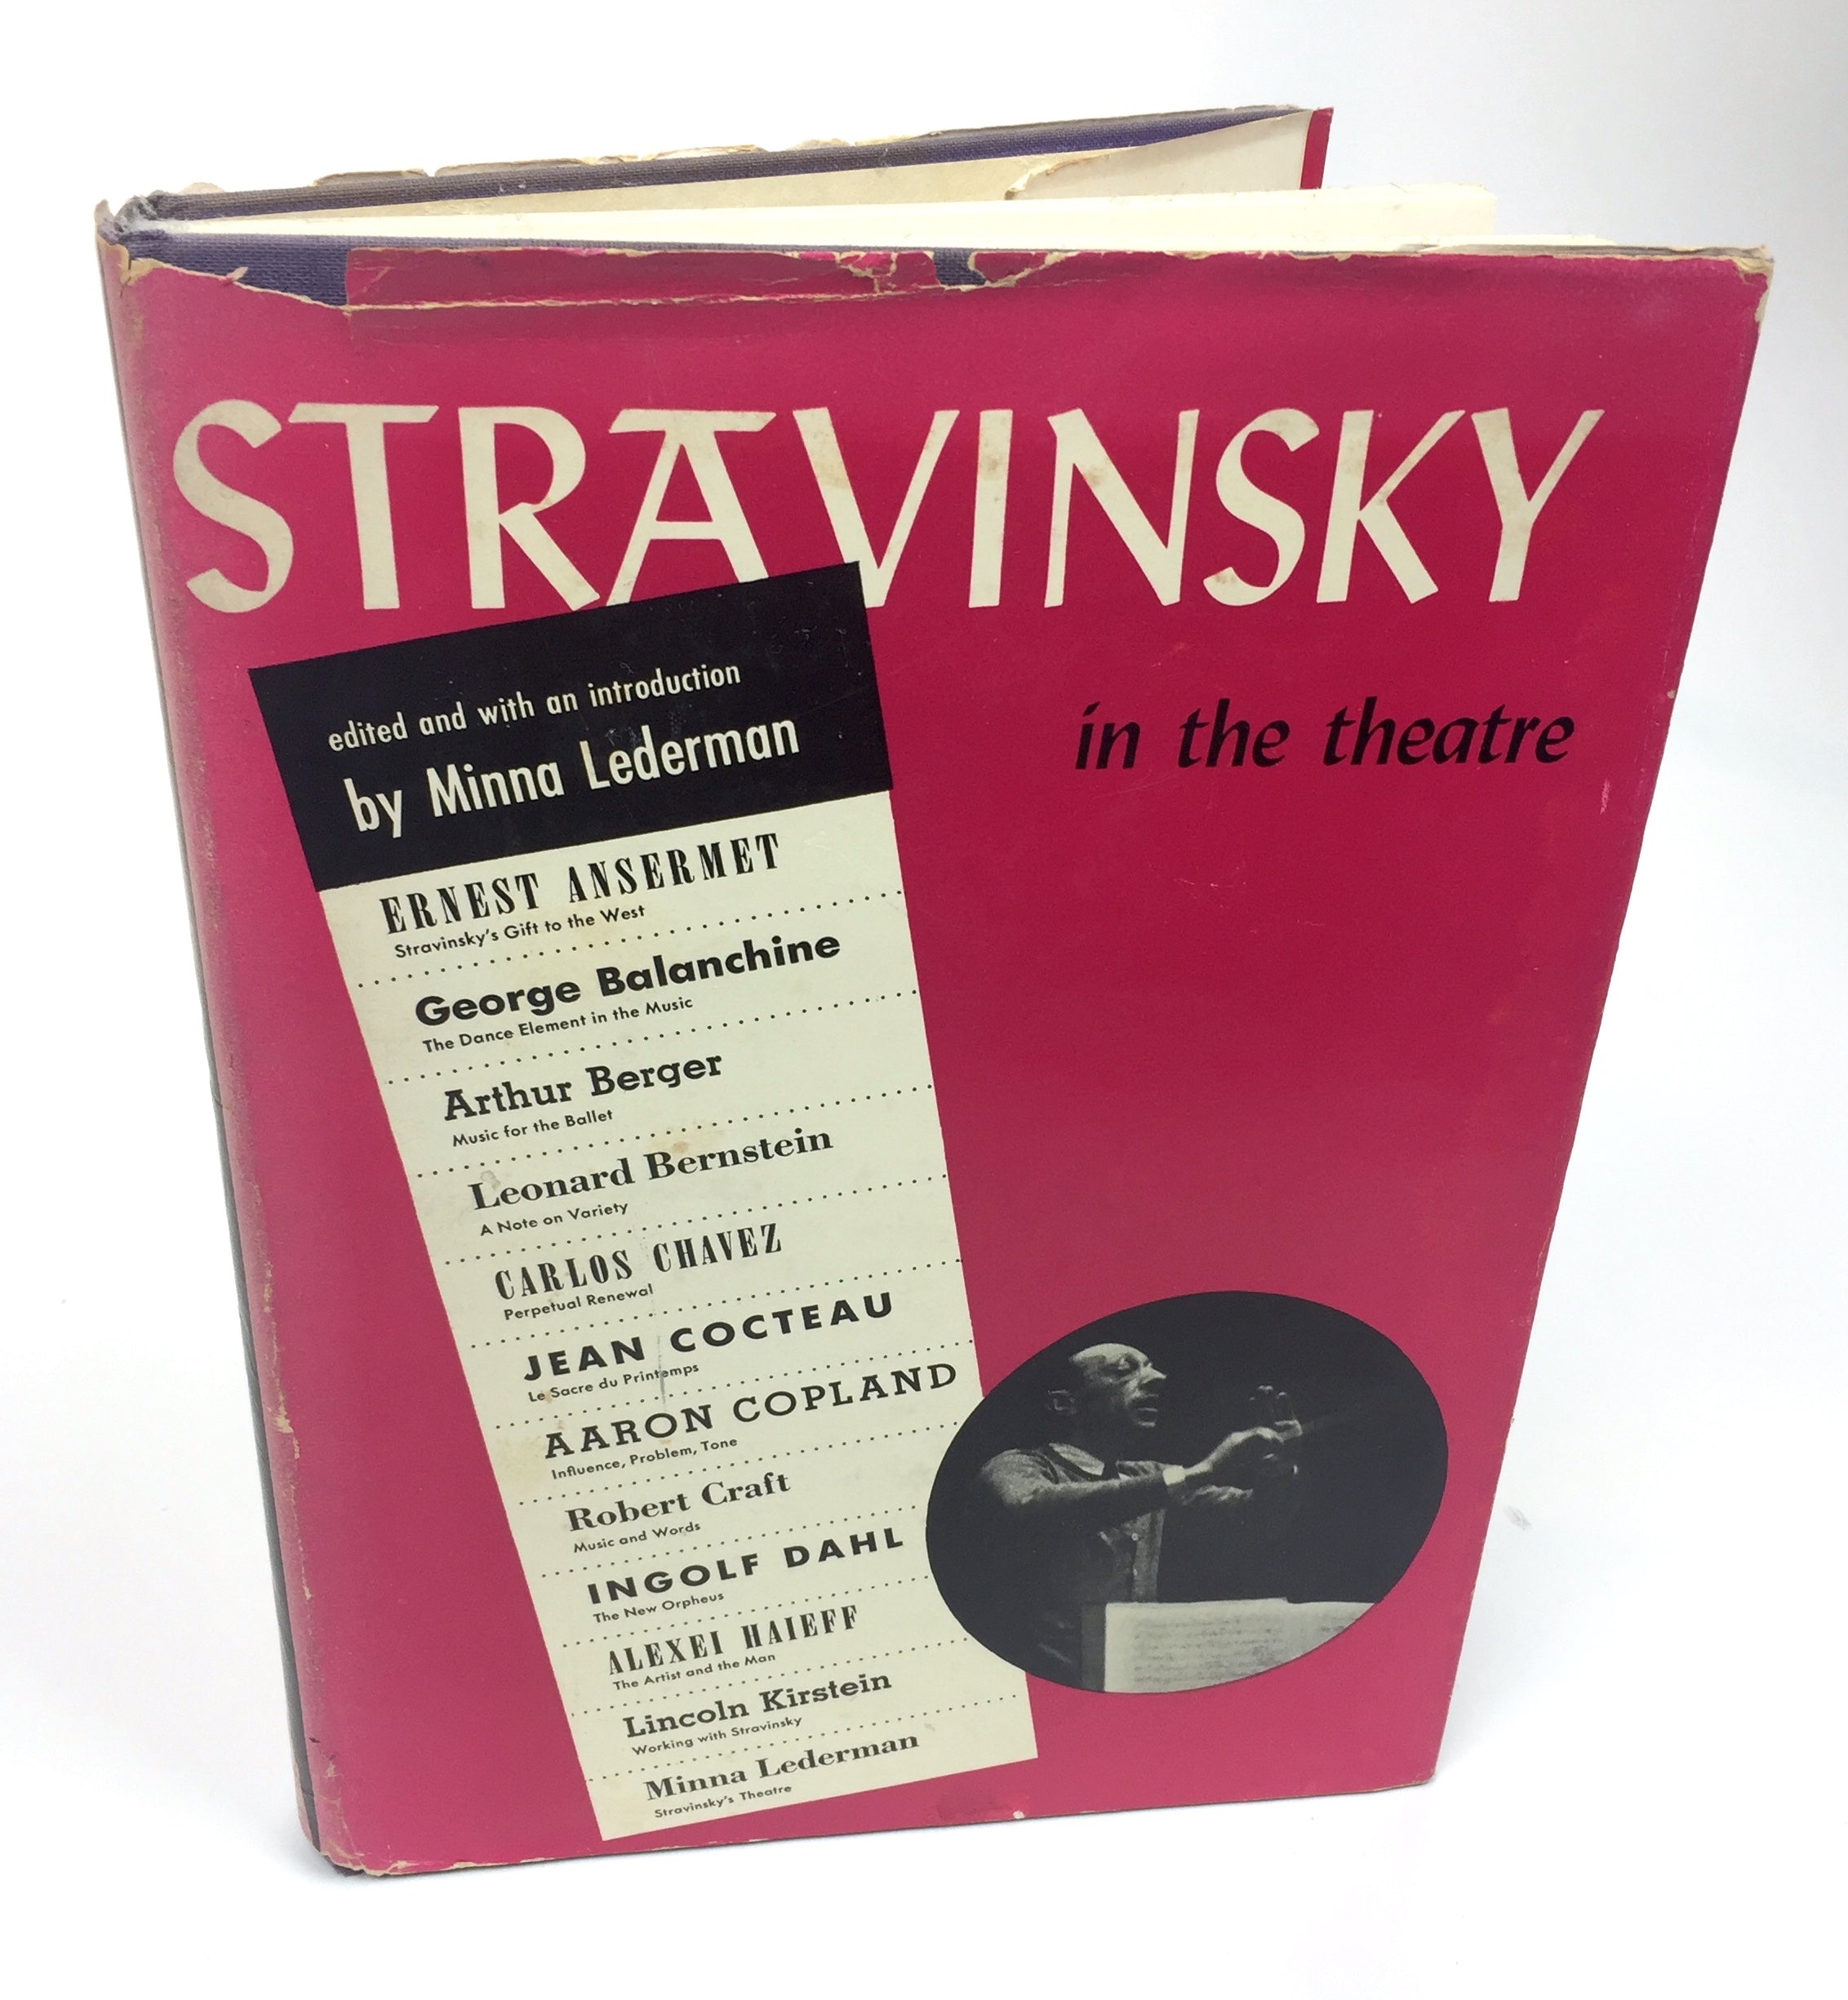 STRAVINSKY
in the theatre
edited and with an introduction
by Minna Lederman
ERNEST ANSERMET
Stravinsky's Gift to the West
George Balanchine
The Dance Element in the Music
Arthur Berger
Music for the Ballet
Leonard Bernstein
A Note on Variety
CARLOS CHAVEZ
Perpetual Renewal
JEAN COCTEAU
Le Sacre du Printemps
AARON COPLAND
Influence, Problem, Tone
Robert Craft
Music and Words
INGOLF DAHL
The New Orpheus
ALEXEI HAIEFF
The Artist and the Man
Lincoln Kirstein
Working with Stravinsky
Minna Lederman
Stravinsky's Theatre